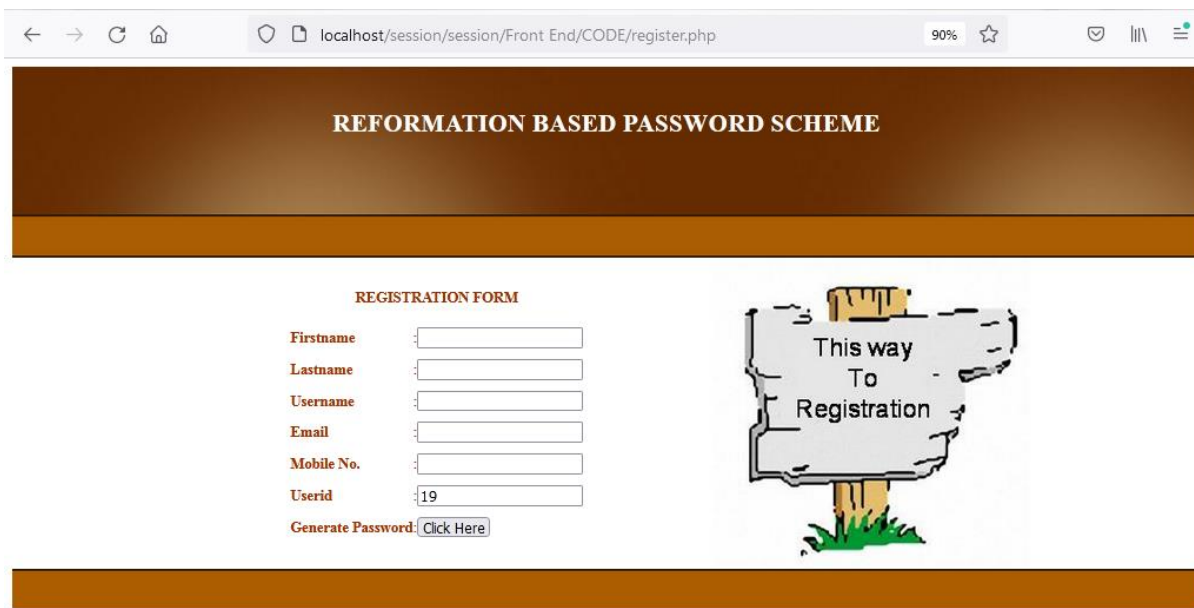 localhost/session/session/Front End/CODE/register.php
90%
REFORMATION BASED PASSWORD SCHEME
REGISTRATION FORM
Firstname :
Lastname :
Username :
Email :
Mobile No. :
Userid :19
Generate Password: Click Here
This way
To
Registration